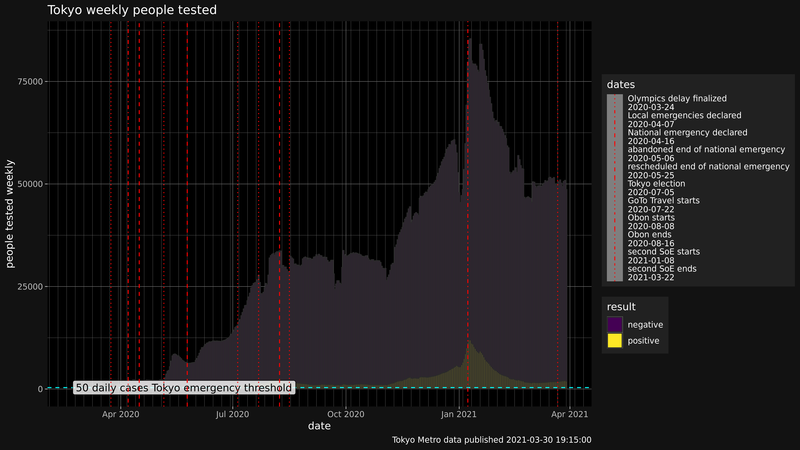 Tokyo weekly people tested
people tested weekly
75000
50000
25000
0
50 daily cases Tokyo emergency threshold
Apr 2020
Jul 2020
Oct 2020
Jan 2021
Apr 2021
date
Tokyo Metro data published 2021-03-30 19:15:00
dates
Olympics delay finalized
2020-03-24
Local emergencies declared
2020-04-07
National emergency declared
2020-04-16
abandoned end of national emergency
2020-05-06
rescheduled end of national emergency
2020-05-25
Tokyo election
2020-07-05
GoTo Travel starts
2020-07-22
Obon starts
2020-08-08
Obon ends
2020-08-16
second SoE starts
2021-01-08
second SoE ends
2021-03-22
result
negative
positive